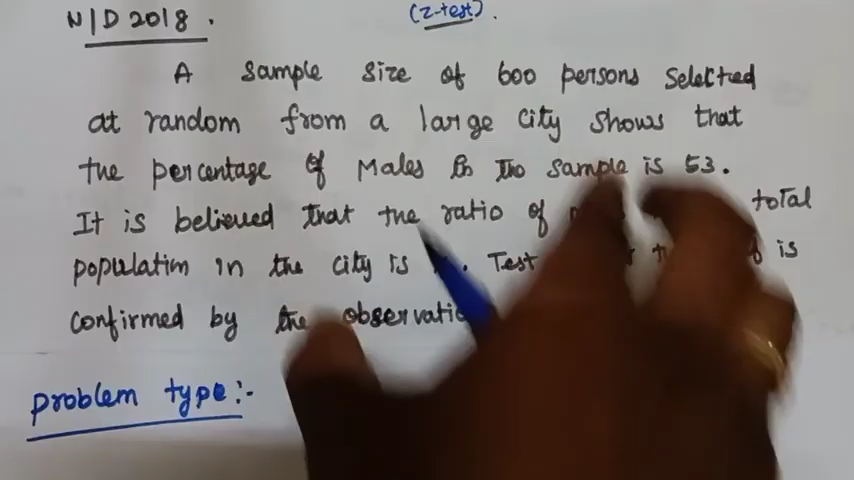 N/D 2018.
(Z-test).
A sample size of 600 persons selected
at random from a large city shows that
the percentage of Males in the sample is 53.
It is believed that the ratio of total
population in the city is Test is
confirmed by the
problem type:-